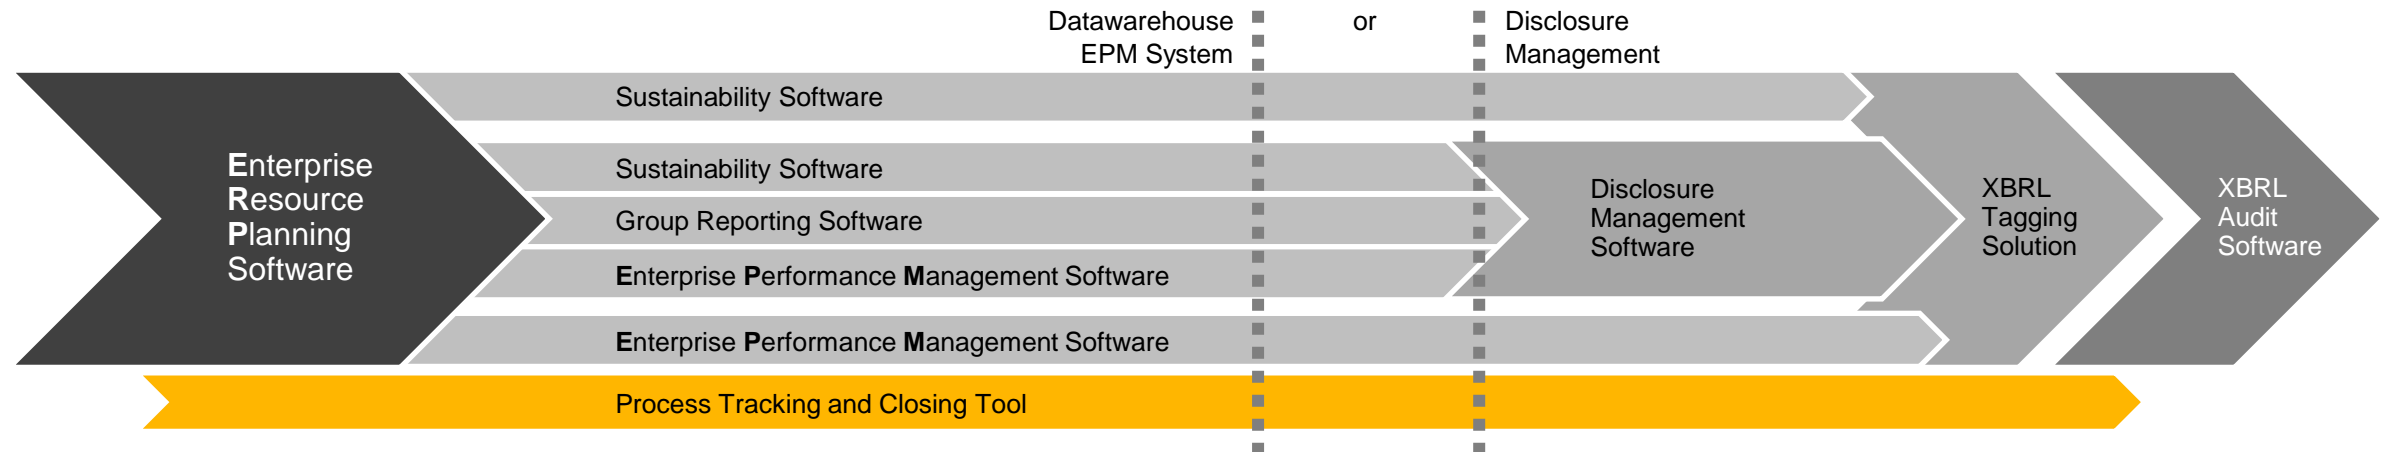 Datawarehouse
EPM System
or
Disclosure
Management
Enterprise
Resource
Planning
Software
Sustainability Software
Sustainability Software
Group Reporting Software
Enterprise Performance Management Software
Enterprise Performance Management Software
Disclosure
Management
Software
XBRL
Tagging
Solution
XBRL
Audit
Software
Process Tracking and Closing Tool